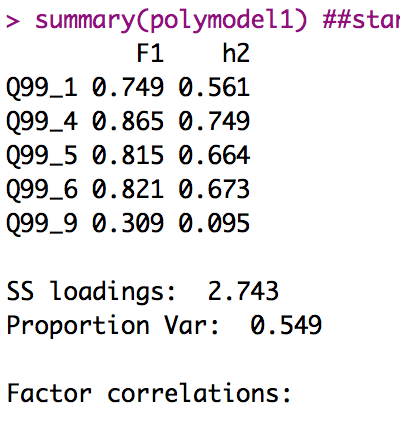 > summary(polymodel1) ##star
F1 h2
Q99_1 0.749 0.561
Q99_4 0.865 0.749
Q99_5 0.815 0.664
Q99_6 0.821 0.673
Q99_9 0.309 0.095
SS loadings: 2.743
Proportion Var: 0.549
Factor correlations: